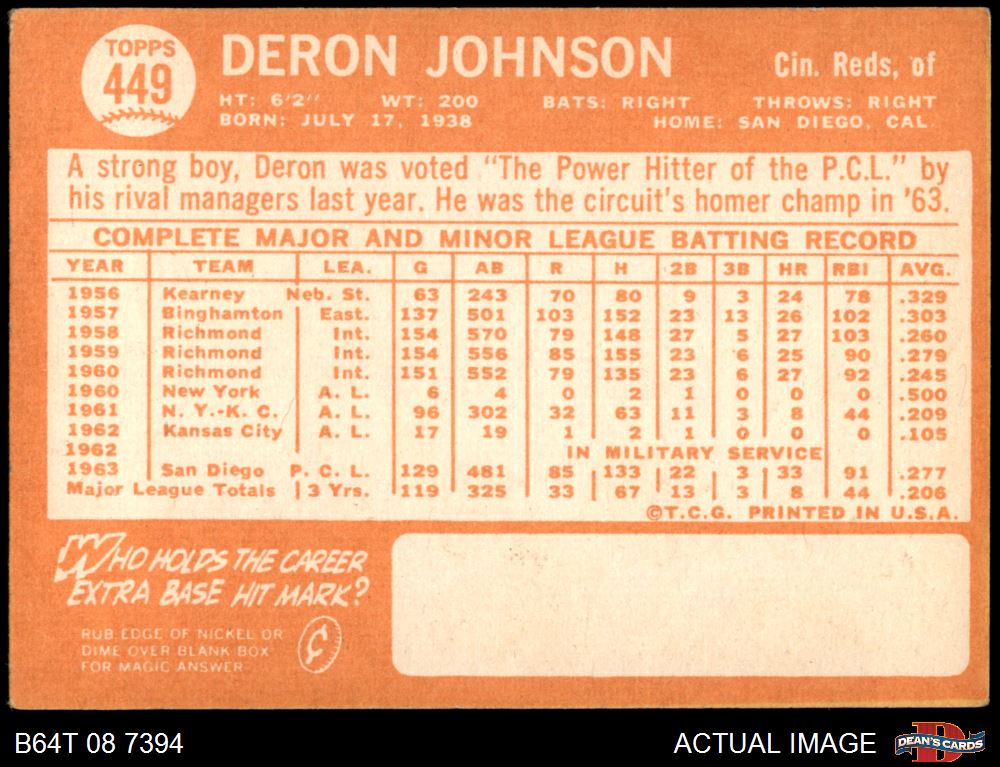 TOPPS
449
DERON JOHNSON
Cin. Reds, of
HT: 6'2" WT: 200 BATS: RIGHT THROWS: RIGHT
BORN: JULY 17, 1938 HOME: SAN DIEGO, CAL.
A strong boy, Deron was voted "The Power Hitter of the P.C.L." by
his rival managers last year. He was the circuit's homer champ in '63.
COMPLETE MAJOR AND MINOR LEAGUE BATTING RECORD
YEAR TEAM LEA. G AB R H 2B 3B HR RBI AVG.
1956 Kearney Neb. St. 63 243 70 80 9 3 24 78 .329
1957 Binghamton East. 137 501 103 152 23 13 26 102 .303
1958 Richmond Int. 154 570 79 148 27 5 27 103 .260
1959 Richmond Int. 154 556 85 155 23 6 25 90 .279
1960 Richmond Int. 151 552 79 135 23 6 27 92 .245
1960 New York A. L. 6 4 0 2 1 0 0 0 .500
1961 N. Y.-K. C. A. L. 96 302 32 63 11 3 8 44 .209
1962 Kansas City A. L. 17 19 1 2 1 0 0 0 .105
1962 IN MILITARY SERVICE
1963 San Diego P. C. L. 129 481 85 133 22 3 33 91 .277
Major League Totals 3 Yrs. 119 325 33 67 13 3 8 44 .206
©T.C.G. PRINTED IN U.S.A.
WHO HOLDS THE CAREER
EXTRA BASE HIT MARK?
RUB EDGE OF NICKEL OR
DIME OVER BLANK BOX
FOR MAGIC ANSWER
¢
B64T 08 7394
ACTUAL IMAGE
D
DEAN'S CARDS